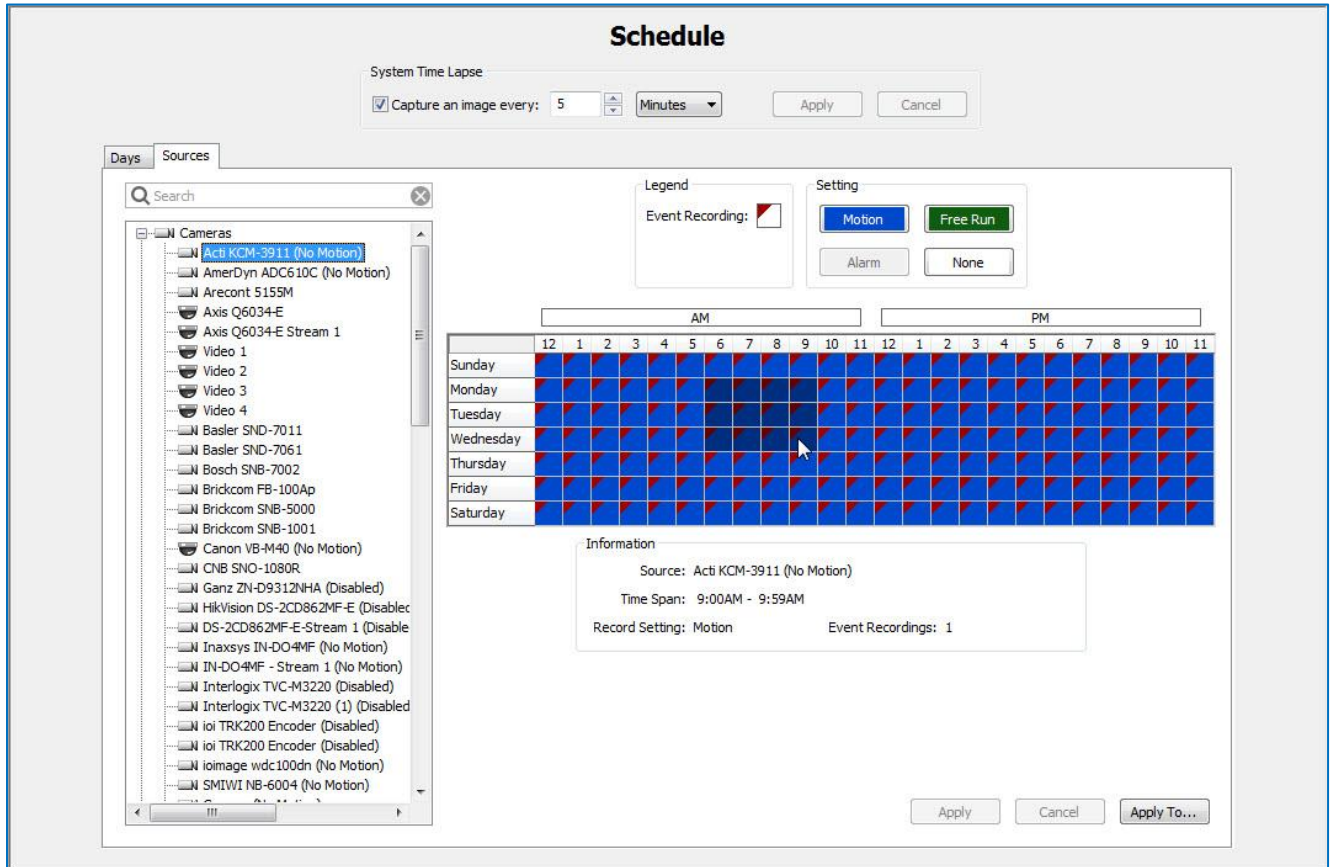 Schedule
System Time Lapse
Capture an image every: 5 Minutes Apply Cancel
Days Sources
Search
Cameras
Acti KCM-3911 (No Motion)
AmerDyn ADC610C (No Motion)
Arecont 5155M
Axis Q6034-E
Axis Q6034-E Stream 1
Video 1
Video 2
Video 3
Video 4
Basler SND-7011
Basler SND-7061
Bosch SNB-7002
Brickcom FB-100Ap
Brickcom SNB-5000
Brickcom SNB-1001
Canon VB-M40 (No Motion)
CNB SNO-1080R
Ganz ZN-D9312NHA (Disabled)
HikVision DS-2CD862MF-E (Disabled
DS-2CD862MF-E-Stream 1 (Disable
Inaxsys IN-DO4MF (No Motion)
IN-DO4MF - Stream 1 (No Motion)
Interlogix TVC-M3220 (Disabled)
Interlogix TVC-M3220 (1) (Disabled
ioi TRK200 Encoder (Disabled)
ioi TRK200 Encoder (Disabled)
ioimage wdc100dn (No Motion)
SMIWI NB-6004 (No Motion)
Legend
Event Recording:
Setting
Motion Free Run
Alarm None
AM PM
12 1 2 3 4 5 6 7 8 9 10 11 12 1 2 3 4 5 6 7 8 9 10 11
Sunday
Monday
Tuesday
Wednesday
Thursday
Friday
Saturday
Information
Source: Acti KCM-3911 (No Motion)
Time Span: 9:00AM - 9:59AM
Record Setting: Motion Event Recordings: 1
Apply Cancel Apply To...